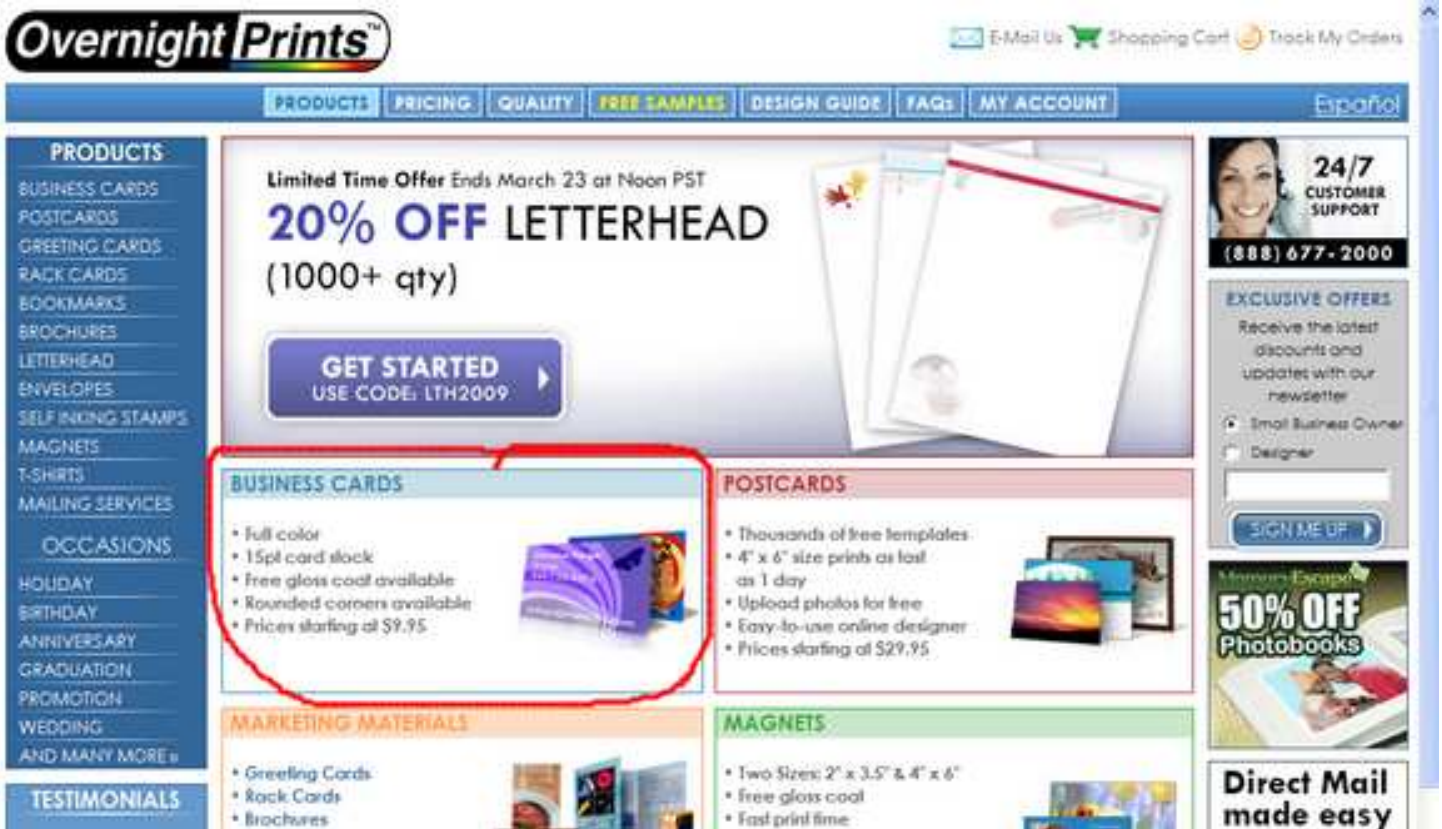 Overnight Prints™
E-Mail Us Shopping Cart Track My Orders
PRODUCTS PRICING QUALITY FREE SAMPLES DESIGN GUIDE FAQs MY ACCOUNT Español
PRODUCTS
BUSINESS CARDS
POSTCARDS
GREETING CARDS
RACK CARDS
BOOKMARKS
BROCHURES
LETTERHEAD
ENVELOPES
SELF INKING STAMPS
MAGNETS
T-SHIRTS
MAILING SERVICES
OCCASIONS
HOLIDAY
BIRTHDAY
ANNIVERSARY
GRADUATION
PROMOTION
WEDDING
AND MANY MORE »
TESTIMONIALS
Limited Time Offer Ends March 23 at Noon PST
20% OFF LETTERHEAD
(1000+ qty)
GET STARTED
USE CODE: LTH2009
BUSINESS CARDS
• Full color
• 15pt card stock
• Free gloss coat available
• Rounded corners available
• Prices starting at $9.95
POSTCARDS
• Thousands of free templates
• 4" x 6" size prints as fast
as 1 day
• Upload photos for free
• Easy-to-use online designer
• Prices starting at $29.95
MARKETING MATERIALS
• Greeting Cards
• Rack Cards
• Brochures
MAGNETS
• Two Sizes: 2" x 3.5" & 4" x 6"
• Free gloss coat
• Fast print time
24/7
CUSTOMER
SUPPORT
(888) 677-2000
EXCLUSIVE OFFERS
Receive the latest
discounts and
updates with our
newsletter
Small Business Owner
Designer
SIGN ME UP
Memory Escape
50% OFF
Photobooks
Direct Mail
made easy